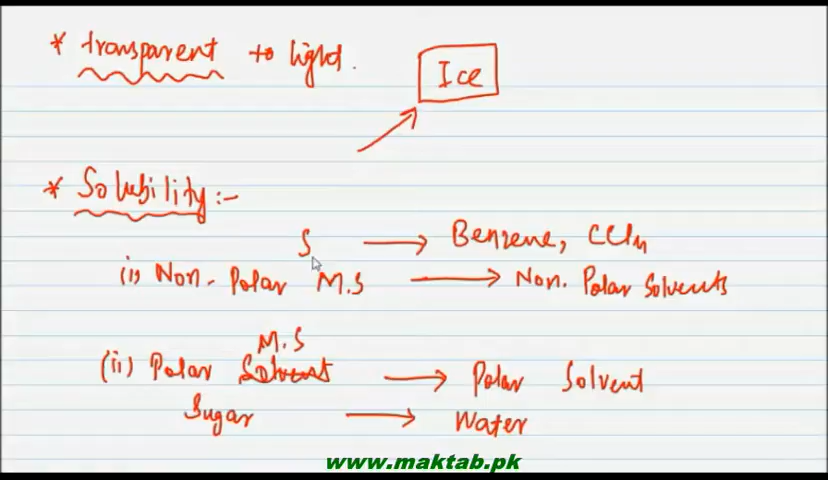 * transparent to light.
Ice
* Solubility :-
S → Benzene, CCl4
(i) Non-Polar M.S → Non. Polar Solvents
M.S
(ii) Polar Solvent → Polar Solvent
Sugar → Water
www.maktab.pk